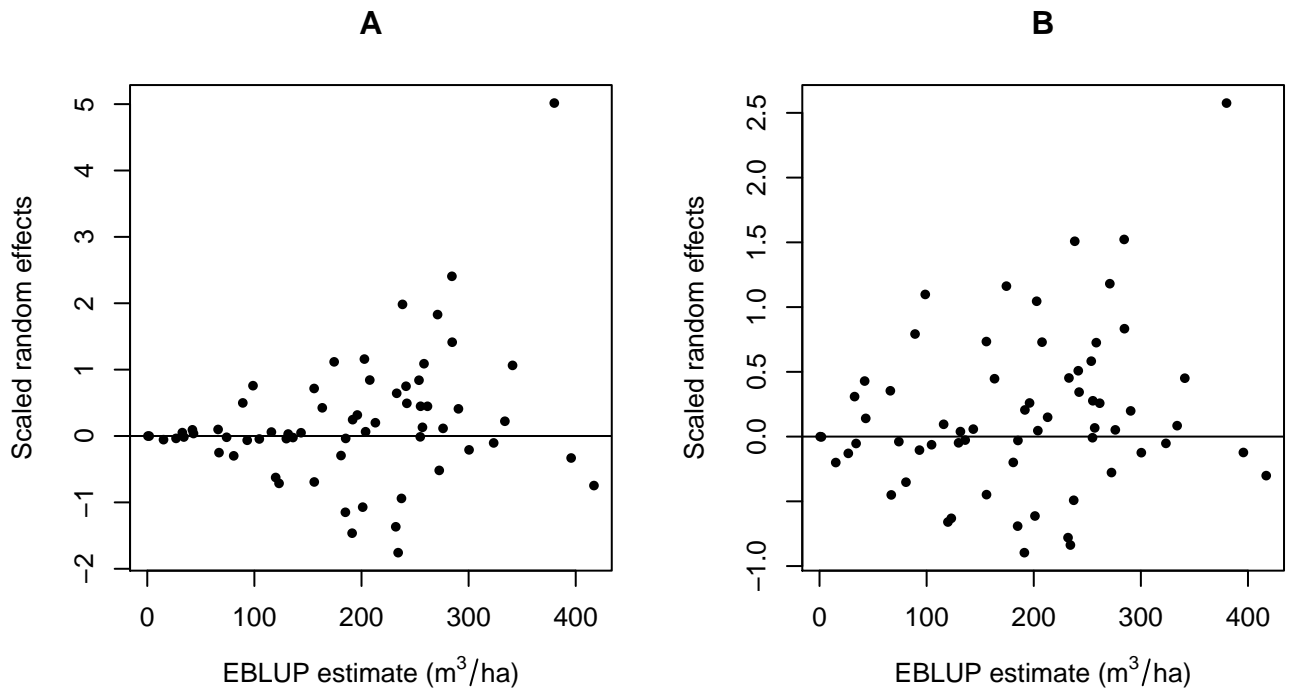 A
Scaled random effects
5
4
3
2
1
0
−1
−2
0 100 200 300 400
EBLUP estimate (m³/ha)
B
Scaled random effects
2.5
2.0
1.5
1.0
0.5
0.0
−1.0
0 100 200 300 400
EBLUP estimate (m³/ha)